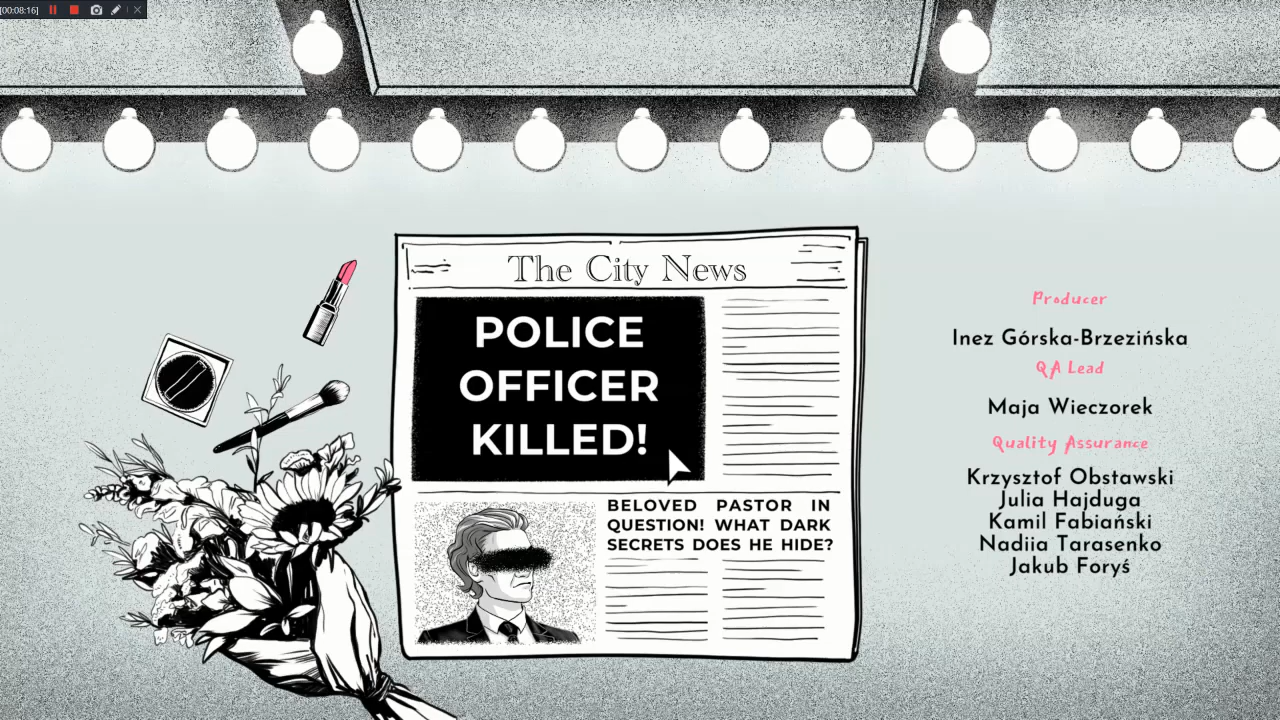 [00:08:16]
The City News
POLICE
OFFICER
KILLED!
BELOVED PASTOR IN
QUESTION! WHAT DARK
SECRETS DOES HE HIDE?
Producer
Inez Górska-Brzezińska
QA Lead
Maja Wieczorek
Quality Assurance
Krzysztof Obstawski
Julia Hajduga
Kamil Fabiański
Nadiia Tarasenko
Jakub Foryś